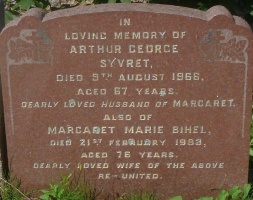 IN
LOVING MEMORY OF
ARTHUR GEORGE
SYVRET,
DIED 9TH AUGUST 1966,
AGED 67 YEARS.
DEARLY LOVED HUSBAND OF MARGARET.
ALSO OF
MARGARET MARIE BIHEL,
DIED 21ST FEBRUARY 1983,
AGED 76 YEARS.
DEARLY LOVED WIFE OF THE ABOVE
RE-UNITED.